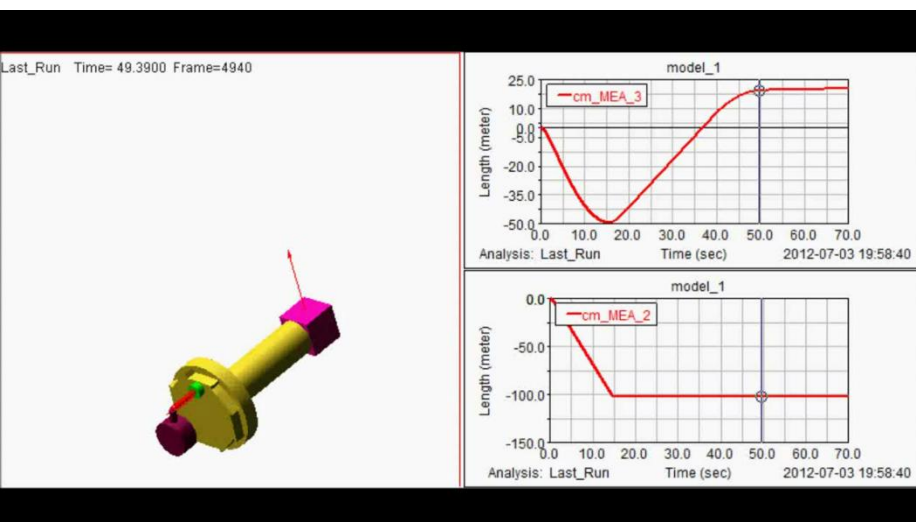 Last_Run Time= 49.3900 Frame=4940
model_1
cm_MEA_3
Length (meter)
25.0
10.0
0.0
-5.0
-20.0
-35.0
-50.0
0.0 10.0 20.0 30.0 40.0 50.0 60.0 70.0
Analysis: Last_Run Time (sec) 2012-07-03 19:58:40
model_1
cm_MEA_2
Length (meter)
0.0
-50.0
-100.0
-150.0
0.0 10.0 20.0 30.0 40.0 50.0 60.0 70.0
Analysis: Last_Run Time (sec) 2012-07-03 19:58:40